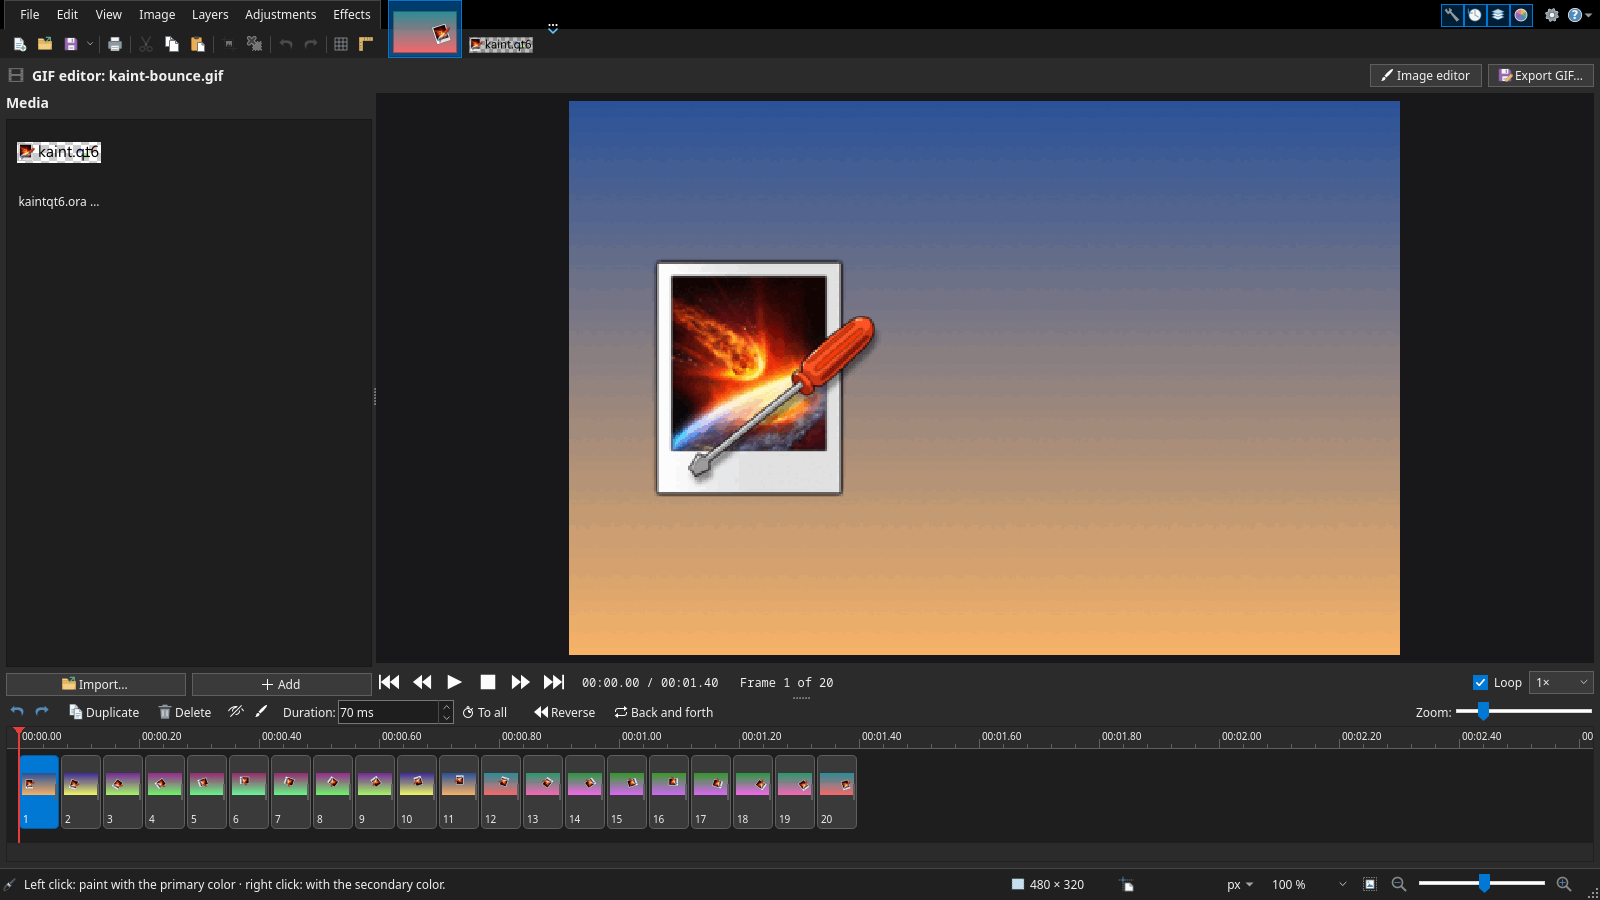 File Edit View Image Layers Adjustments Effects
kaint.qt6
GIF editor: kaint-bounce.gif
Image editor
Export GIF...
Media
kaint.qt6
kaintqt6.ora ...
Import...
Add
00:00.00 / 00:01.40 Frame 1 of 20
Loop
1×
Duplicate
Delete
Duration: 70 ms
To all
Reverse
Back and forth
Zoom:
00:00.00 00:00.20 00:00.40 00:00.60 00:00.80 00:01.00 00:01.20 00:01.40 00:01.60 00:01.80 00:02.00 00:02.20 00:02.40 00
1 2 3 4 5 6 7 8 9 10 11 12 13 14 15 16 17 18 19 20
Left click: paint with the primary color · right click: with the secondary color.
480 × 320
px
100 %